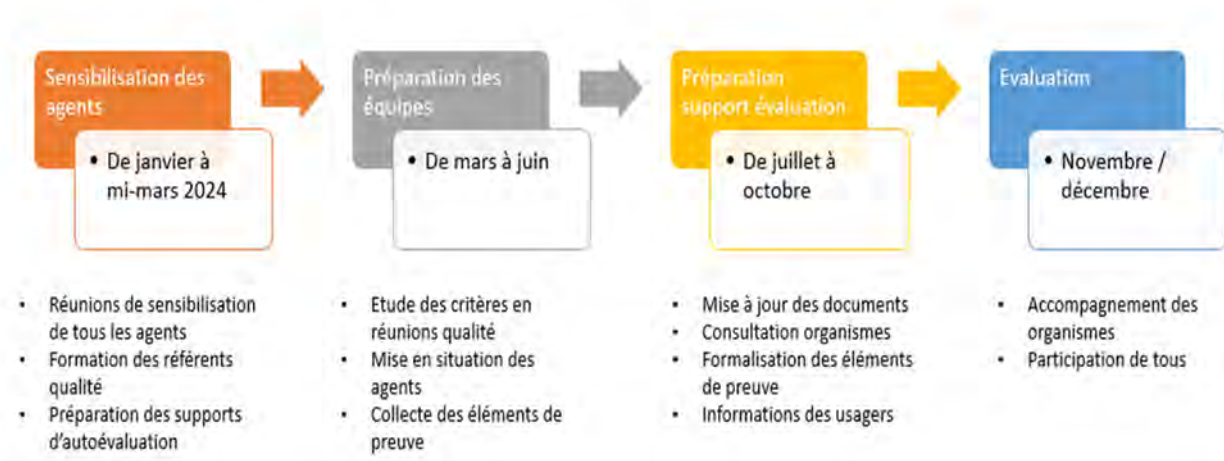 Sensibilisation des
agents
• De janvier à
mi-mars 2024
Préparation des
équipes
• De mars à juin
Préparation
support évaluation
• De juillet à
octobre
Evaluation
• Novembre /
décembre
• Réunions de sensibilisation
de tous les agents
• Formation des référents
qualité
• Préparation des supports
d'autoévaluation
• Etude des critères en
réunions qualité
• Mise en situation des
agents
• Collecte des éléments de
preuve
• Mise à jour des documents
• Consultation organismes
• Formalisation des éléments
de preuve
• Informations des usagers
• Accompagnement des
organismes
• Participation de tous